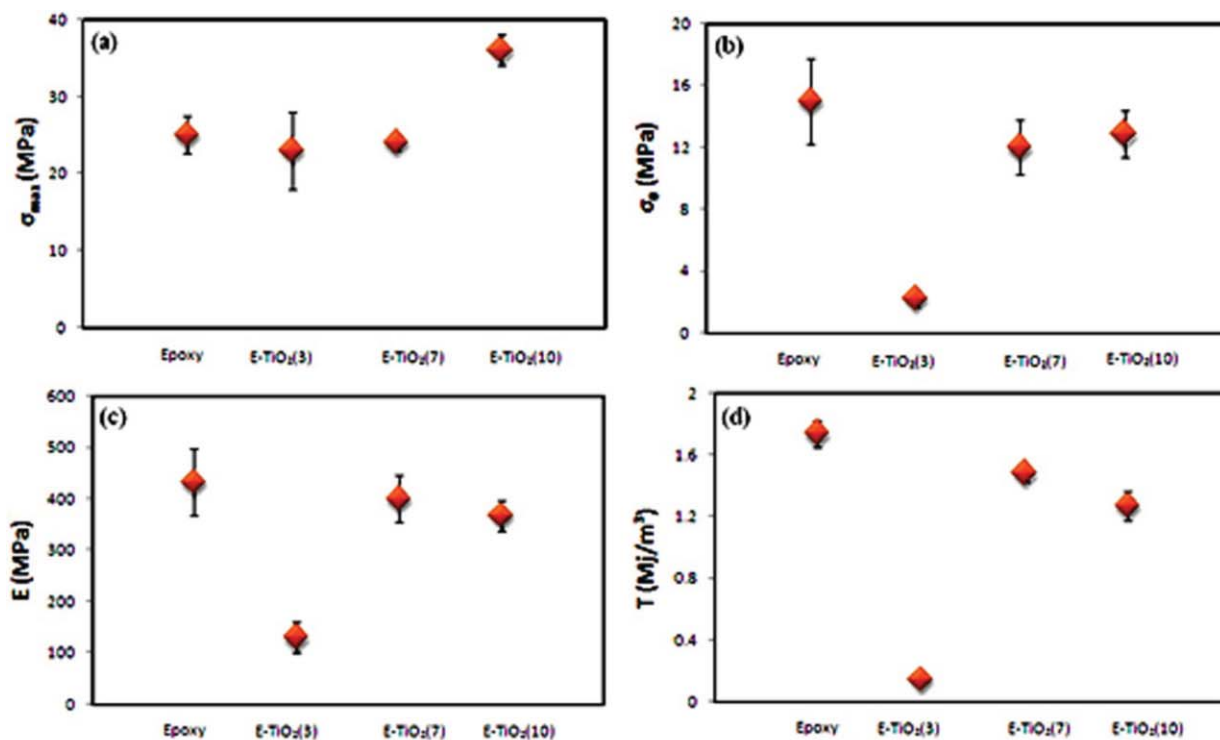 (a)
σmax (MPa)
40
30
20
10
0
Epoxy E-TiO₂(3) E-TiO₂(7) E-TiO₂(10)
(b)
σe (MPa)
20
16
12
8
4
0
Epoxy E-TiO₂(3) E-TiO₂(7) E-TiO₂(10)
(c)
E (MPa)
600
500
400
300
200
100
0
Epoxy E-TiO₂(3) E-TiO₂(7) E-TiO₂(10)
(d)
T (Mj/m³)
2
1.6
1.2
0.8
0.4
0
Epoxy E-TiO₂(3) E-TiO₂(7) E-TiO₂(10)